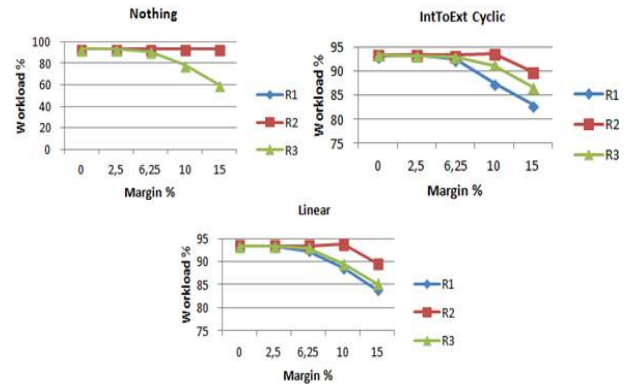 Nothing
Workload %
100
80
60
40
20
0
0 2,5 6,25 10 15
Margin %
R1
R2
R3
IntToExt Cyclic
Workload %
95
90
85
80
75
0 2,5 6,25 10 15
Margin %
R1
R2
R3
Linear
Workload %
95
90
85
80
75
0 2,5 6,25 10 15
Margin %
R1
R2
R3